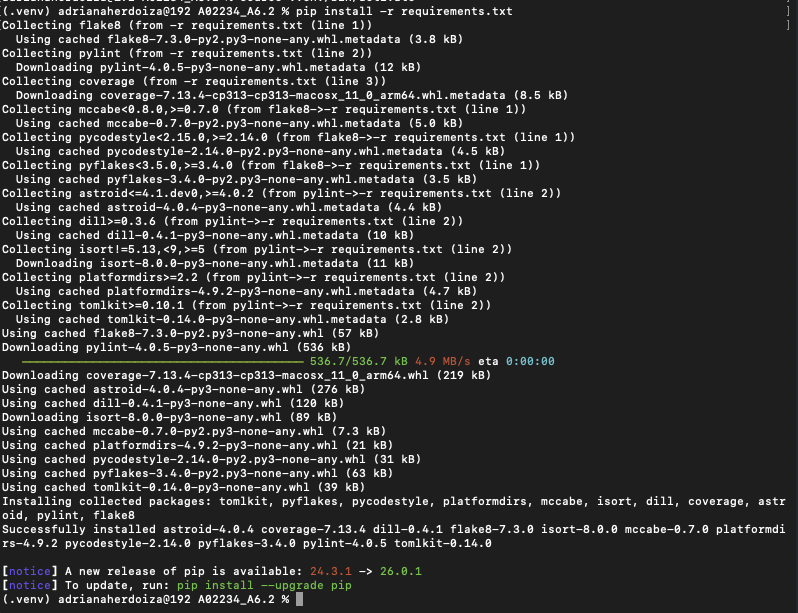 (.venv) adrianaherdoiza@192 A02234_A6.2 % pip install -r requirements.txt
Collecting flake8 (from -r requirements.txt (line 1))
Using cached flake8-7.3.0-py2.py3-none-any.whl.metadata (3.8 kB)
Collecting pylint (from -r requirements.txt (line 2))
Downloading pylint-4.0.5-py3-none-any.whl.metadata (12 kB)
Collecting coverage (from -r requirements.txt (line 3))
Downloading coverage-7.13.4-cp313-cp313-macosx_11_0_arm64.whl.metadata (8.5 kB)
Collecting mccabe<0.8.0,>=0.7.0 (from flake8->-r requirements.txt (line 1))
Using cached mccabe-0.7.0-py2.py3-none-any.whl.metadata (5.0 kB)
Collecting pycodestyle<2.15.0,>=2.14.0 (from flake8->-r requirements.txt (line 1))
Using cached pycodestyle-2.14.0-py2.py3-none-any.whl.metadata (4.5 kB)
Collecting pyflakes<3.5.0,>=3.4.0 (from flake8->-r requirements.txt (line 1))
Using cached pyflakes-3.4.0-py2.py3-none-any.whl.metadata (3.5 kB)
Collecting astroid<=4.1.dev0,>=4.0.2 (from pylint->-r requirements.txt (line 2))
Using cached astroid-4.0.4-py3-none-any.whl.metadata (4.4 kB)
Collecting dill>=0.3.6 (from pylint->-r requirements.txt (line 2))
Using cached dill-0.4.1-py3-none-any.whl.metadata (10 kB)
Collecting isort!=5.13,<9,>=5 (from pylint->-r requirements.txt (line 2))
Downloading isort-8.0.0-py3-none-any.whl.metadata (11 kB)
Collecting platformdirs>=2.2 (from pylint->-r requirements.txt (line 2))
Using cached platformdirs-4.9.2-py3-none-any.whl.metadata (4.7 kB)
Collecting tomlkit>=0.10.1 (from pylint->-r requirements.txt (line 2))
Using cached tomlkit-0.14.0-py3-none-any.whl.metadata (2.8 kB)
Using cached flake8-7.3.0-py2.py3-none-any.whl (57 kB)
Downloading pylint-4.0.5-py3-none-any.whl (536 kB)
536.7/536.7 kB 4.9 MB/s eta 0:00:00
Downloading coverage-7.13.4-cp313-cp313-macosx_11_0_arm64.whl (219 kB)
Using cached astroid-4.0.4-py3-none-any.whl (276 kB)
Using cached dill-0.4.1-py3-none-any.whl (120 kB)
Downloading isort-8.0.0-py3-none-any.whl (89 kB)
Using cached mccabe-0.7.0-py2.py3-none-any.whl (7.3 kB)
Using cached platformdirs-4.9.2-py3-none-any.whl (21 kB)
Using cached pycodestyle-2.14.0-py2.py3-none-any.whl (31 kB)
Using cached pyflakes-3.4.0-py2.py3-none-any.whl (63 kB)
Using cached tomlkit-0.14.0-py3-none-any.whl (39 kB)
Installing collected packages: tomlkit, pyflakes, pycodestyle, platformdirs, mccabe, isort, dill, coverage, astr
oid, pylint, flake8
Successfully installed astroid-4.0.4 coverage-7.13.4 dill-0.4.1 flake8-7.3.0 isort-8.0.0 mccabe-0.7.0 platformdi
rs-4.9.2 pycodestyle-2.14.0 pyflakes-3.4.0 pylint-4.0.5 tomlkit-0.14.0
[notice] A new release of pip is available: 24.3.1 -> 26.0.1
[notice] To update, run: pip install --upgrade pip
(.venv) adrianaherdoiza@192 A02234_A6.2 %